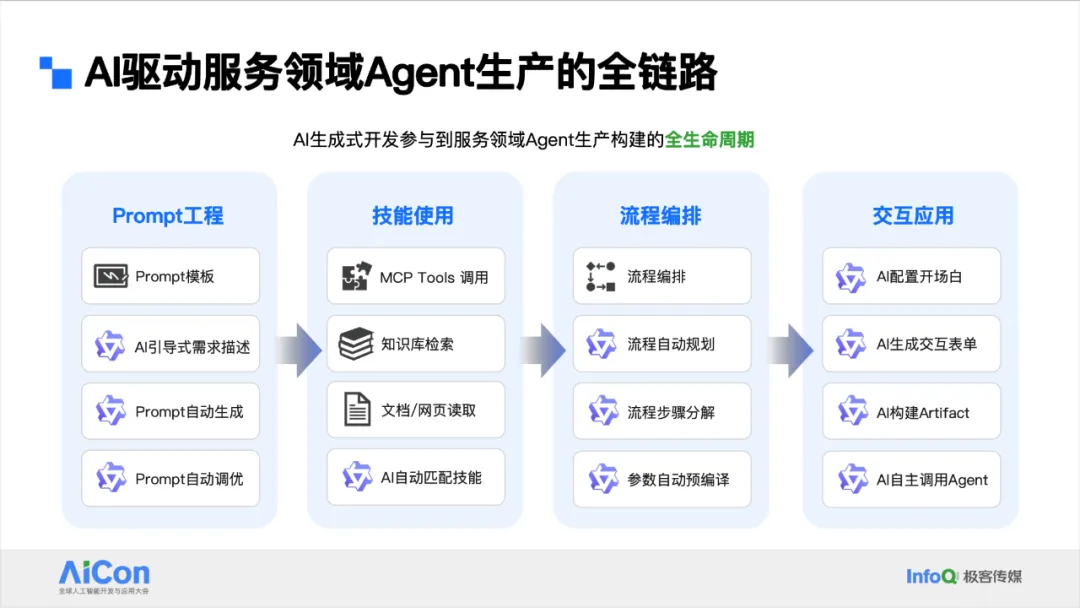 AI驱动服务领域Agent生产的全链路
AI生成式开发参与到服务领域Agent生产构建的全生命周期
Prompt工程
Prompt模板
AI引导式需求描述
Prompt自动生成
Prompt自动调优
技能使用
MCP Tools 调用
知识库检索
文档/网页读取
AI自动匹配技能
流程编排
流程编排
流程自动规划
流程步骤分解
参数自动预编译
交互应用
AI配置开场白
AI生成交互表单
AI构建Artifact
AI自主调用Agent
AiCon
全球人工智能开发与应用大会
InfoQ 极客传媒